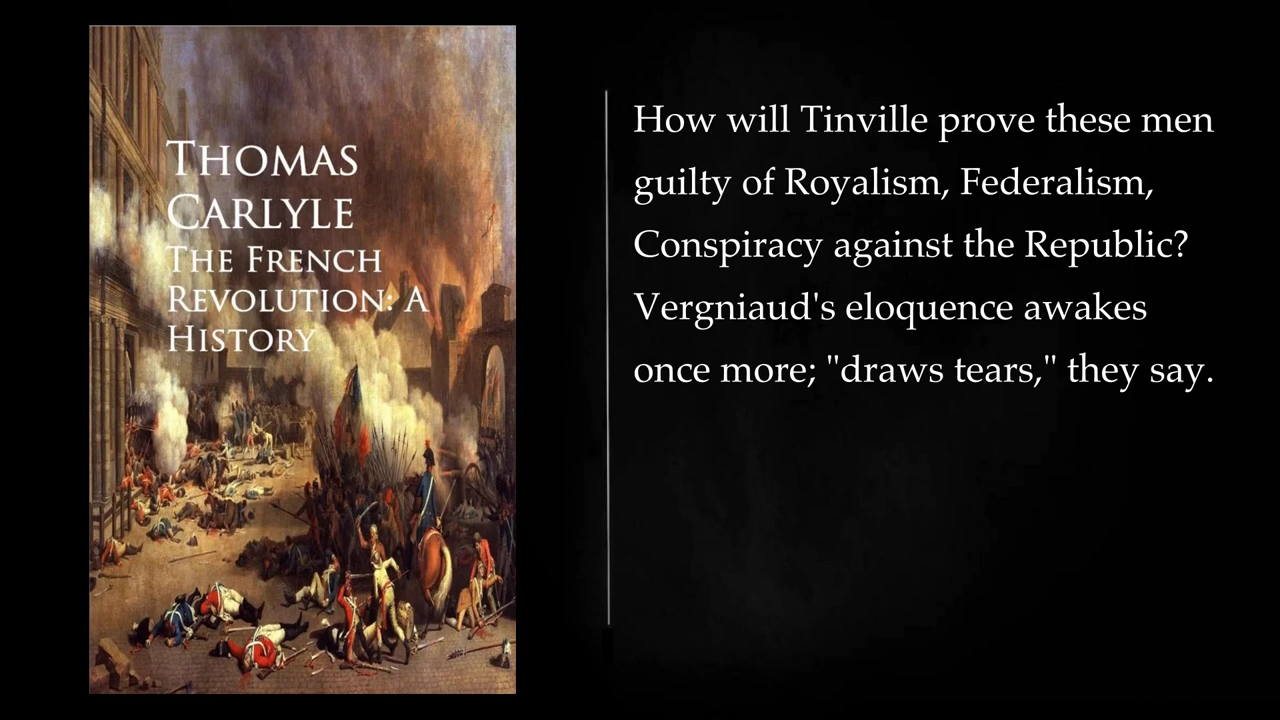 THOMAS
CARLYLE
THE FRENCH
REVOLUTION: A
HISTORY
How will Tinville prove these men
guilty of Royalism, Federalism,
Conspiracy against the Republic?
Vergniaud's eloquence awakes
once more; "draws tears," they say.